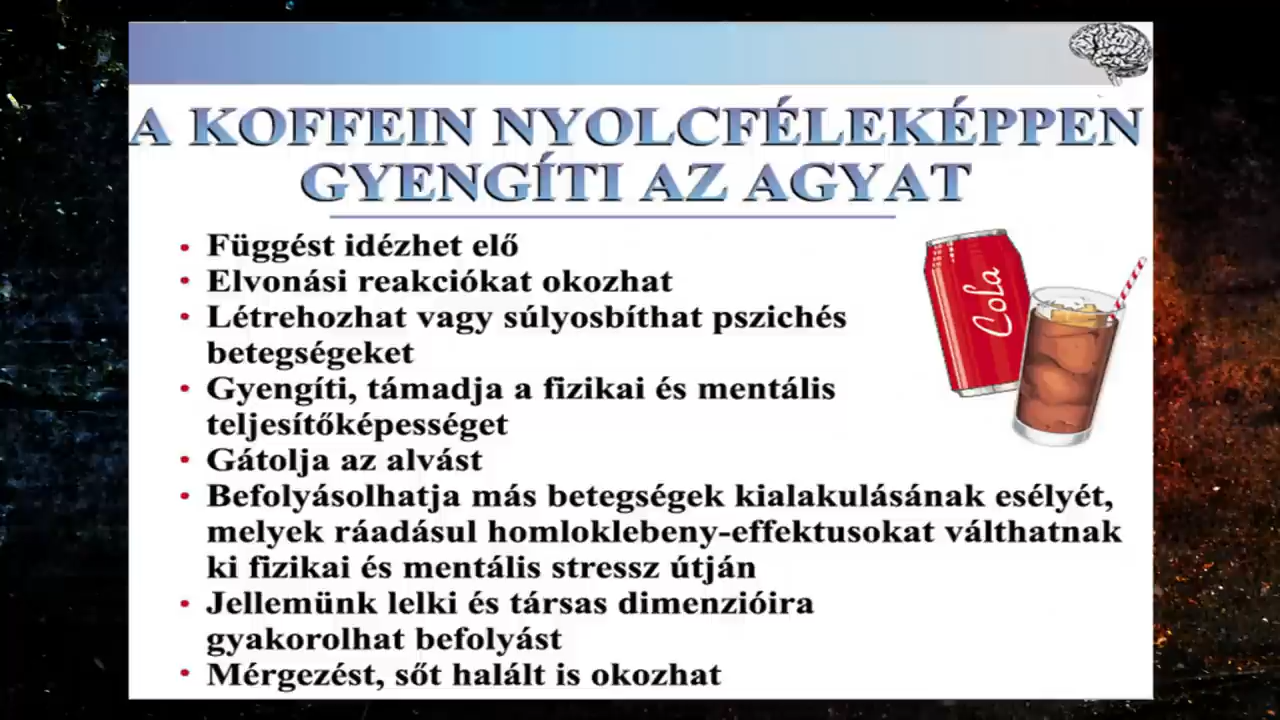 A KOFFEIN NYOLCFÉLEKÉPPEN
GYENGÍTI AZ AGYAT
• Függést idézhet elő
• Elvonási reakciókat okozhat
• Létrehozhat vagy súlyosbíthat pszichés
betegségeket
• Gyengíti, támadja a fizikai és mentális
teljesítőképességet
• Gátolja az alvást
• Befolyásolhatja más betegségek kialakulásának esélyét,
melyek ráadásul homloklebeny-effektusokat válthatnak
ki fizikai és mentális stressz útján
• Jellemünk lelki és társas dimenzióira
gyakorolhat befolyást
• Mérgezést, sőt halált is okozhat
Cola